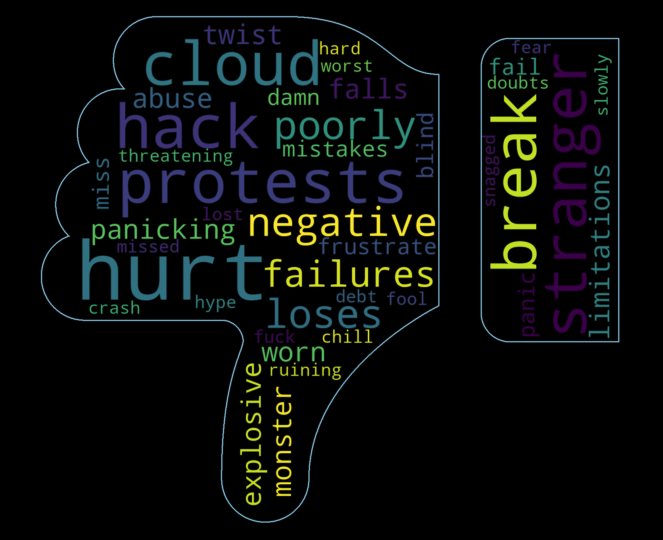 twist
hard
cloud
worst
falls
abuse
damn
hack
poorly
blind
mistakes
threatening
miss
protests
lost
negative
panicking
missed
frustrate
hurt
failures
hype
debt
fool
crash
loses
fuck
chill
worn
ruining
explosive
monster
fear
fail
doubts
slowly
break
stranger
snagged
limitations
panic